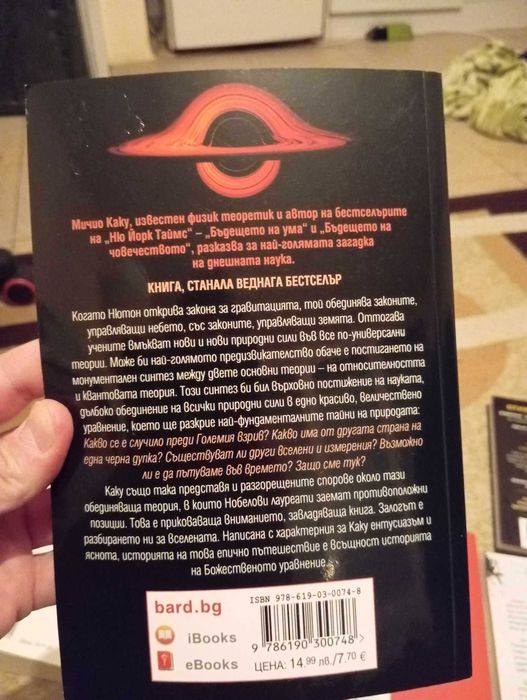 Мичио Каку, известен физик теоретик и автор на бестселърите
на „Ню Йорк Таймс“ – „Бъдещето на ума“ и „Бъдещето на
човечеството“, разказва за най-голямата загадка
на днешната наука.
КНИГА, СТАНАЛА ВЕДНАГА БЕСТСЕЛЪР
Когато Нютон открива закона за гравитацията, той обединява законите,
управляващи небето, със законите, управляващи земята. Оттогава
учените вмъкват нови и нови природни сили във все по-универсални
теории. Може би най-голямото предизвикателство обаче е постигането на
монументален синтез между двете основни теории – на относителността
и квантовата теория. Този синтез би бил върховно постижение на науката,
дълбоко обединение на всички природни сили в едно красиво, величествено
уравнение, което ще разкрие най-фундаменталните тайни на природата:
Какво се е случило преди Големия взрив? Какво има от другата страна на
една черна дупка? Съществуват ли други вселени и измерения? Възможно
ли е да пътуваме във времето? Защо сме тук?
Каку също така представя и разгорещените спорове около тази
обединяваща теория, в които Нобелови лауреати заемат противоположни
позиции. Това е приковаваща вниманието, завладяваща книга. Залогът е
разбирането ни за вселената. Написана с характерния за Каку ентусиазъм и
яснота, историята на това епично пътешествие е всъщност историята
на Божественото уравнение.
bard.bg
iBooks
eBooks
ISBN 978-619-03-0074-8
9 786190 300748
ЦЕНА: 14,99 лв./7,70 €